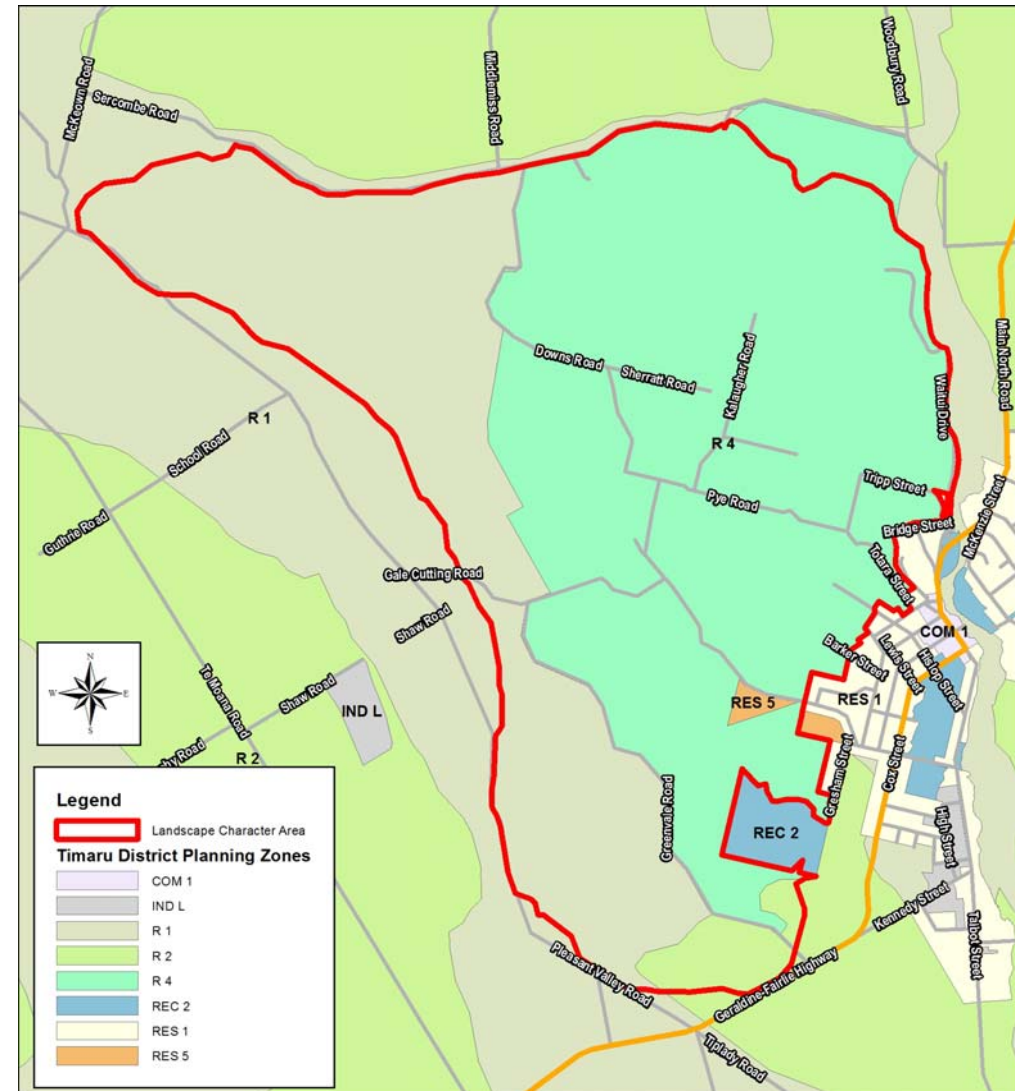 McKeown Road
Sercombe Road
Middlemiss Road
Woodbury Road
Main North Road
Downs Road
Sherratt Road
Kalaugher Road
Waitui Drive
R 4
School Road
R 1
Guthrie Road
Pye Road
Tripp Street
Bridge Street
McKenzie Street
Totara Street
Gale Cutting Road
Shaw Road
COM 1
Barker Street
Lewis Street
Hislop Street
N
W
E
S
Te Moana Road
Shaw Road
IND L
RES 5
RES 1
R 2
Gresham Street
Cox Street
Greenvale Road
REC 2
High Street
Kennedy Street
Talbot Street
Pleasant Valley Road
Geraldine-Fairlie Highway
Tiplady Road
Legend
Landscape Character Area
Timaru District Planning Zones
COM 1
IND L
R 1
R 2
R 4
REC 2
RES 1
RES 5